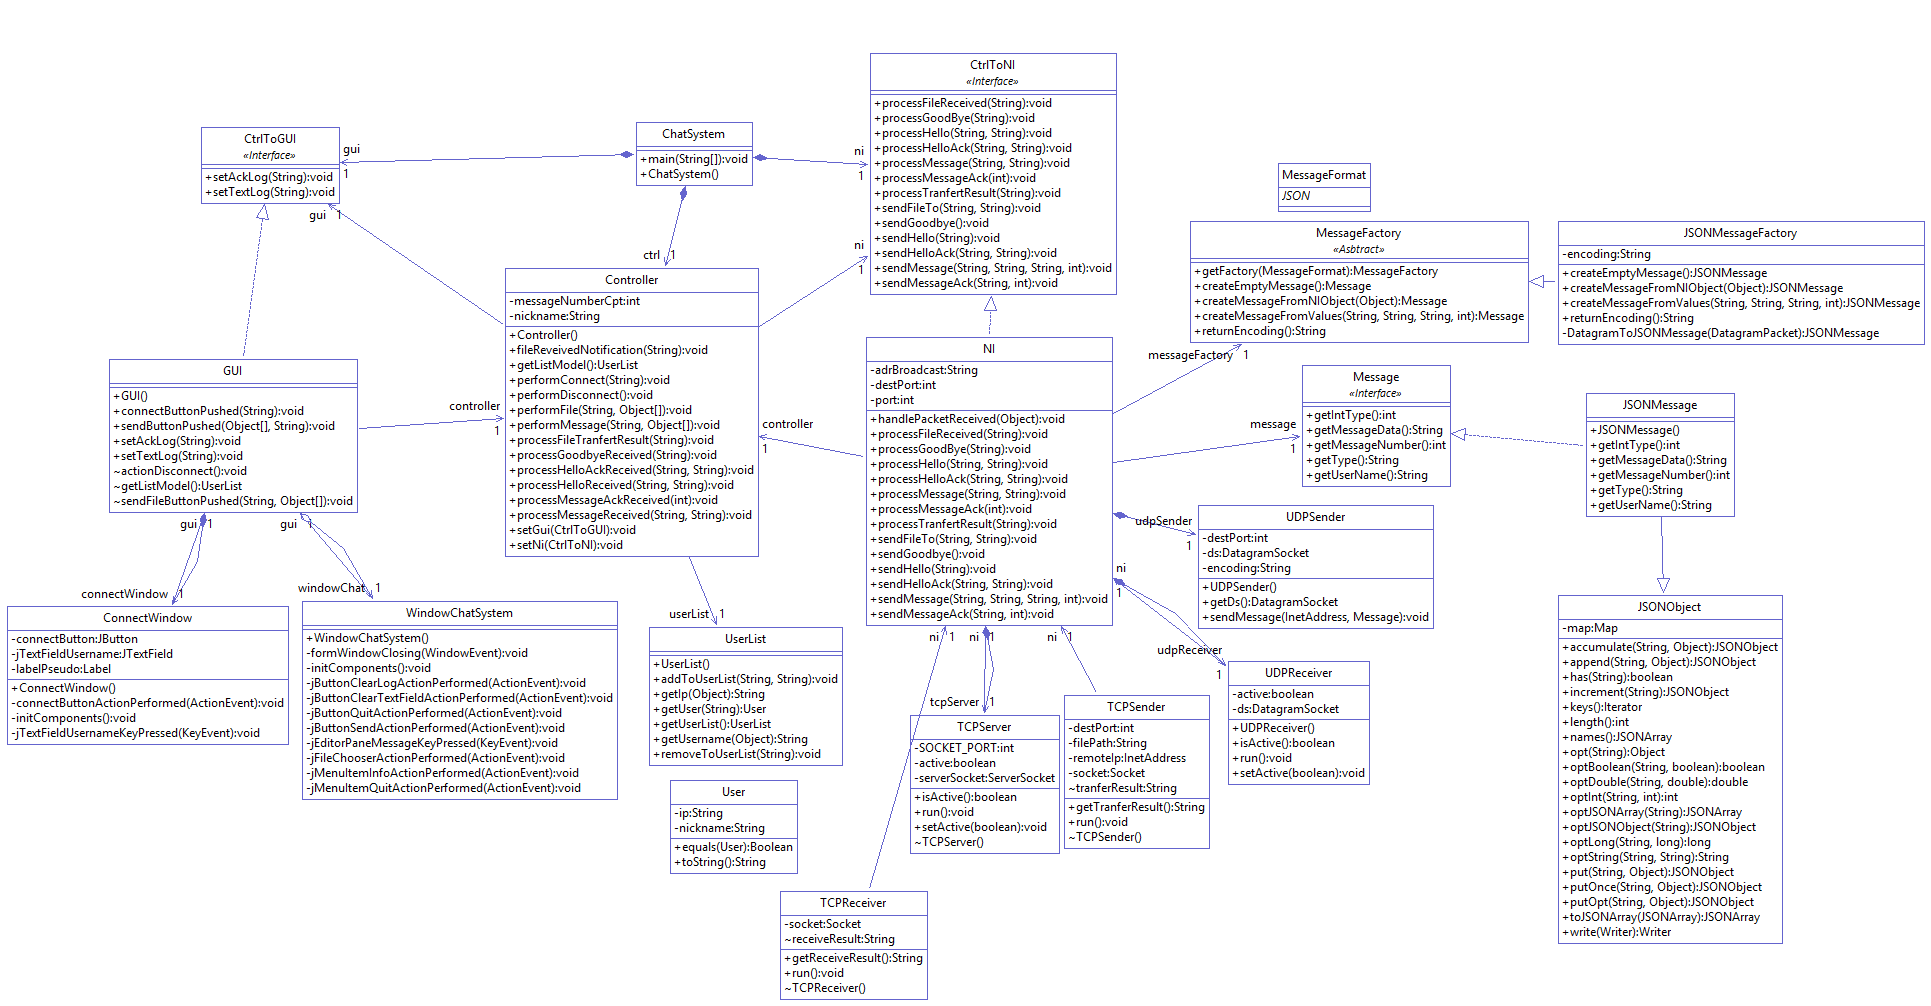 CtrlToNI
«Interface»
+processFileReceived(String):void
+processGoodBye(String):void
+processHello(String, String):void
+processHelloAck(String, String):void
+processMessage(String, String):void
+processMessageAck(int):void
+processTranfertResult(String):void
+sendFileTo(String, String):void
+sendGoodbye():void
+sendHello(String):void
+sendHelloAck(String, String):void
+sendMessage(String, String, String, int):void
+sendMessageAck(String, int):void
CtrlToGUI
«Interface»
+setAckLog(String):void
+setTextLog(String):void
gui
1
gui
1
ChatSystem
+main(String[]):void
+ChatSystem()
ni
1
ni
1
ctrl
1
MessageFormat
JSON
MessageFactory
«Asbtract»
+getFactory(MessageFormat):MessageFactory
+createEmptyMessage():Message
+createMessageFromNIObject(Object):Message
+createMessageFromValues(String, String, String, int):Message
+returnEncoding():String
JSONMessageFactory
-encoding:String
+createEmptyMessage():JSONMessage
+createMessageFromNIObject(Object):JSONMessage
+createMessageFromValues(String, String, String, int):JSONMessage
+returnEncoding():String
-DatagramToJSONMessage(DatagramPacket):JSONMessage
Controller
-messageNumberCpt:int
-nickname:String
+Controller()
+fileReveivedNotification(String):void
+getListModel():UserList
+performConnect(String):void
+performDisconnect():void
+performFile(String, Object[]):void
+performMessage(String, Object[]):void
+processFileTranfertResult(String):void
+processGoodbyeReceived(String):void
+processHelloAckReceived(String, String):void
+processHelloReceived(String, String):void
+processMessageAckReceived(int):void
+processMessageReceived(String, String):void
+setGui(CtrlToGUI):void
+setNi(CtrlToNI):void
GUI
+GUI()
+connectButtonPushed(String):void
+sendButtonPushed(Object[], String):void
+setAckLog(String):void
+setTextLog(String):void
~actionDisconnect():void
~getListModel():UserList
~sendFileButtonPushed(String, Object[]):void
controller
1
controller
1
NI
-adrBroadcast:String
-destPort:int
-port:int
+handlePacketReceived(Object):void
+processFileReceived(String):void
+processGoodBye(String):void
+processHello(String, String):void
+processHelloAck(String, String):void
+processMessage(String, String):void
+processMessageAck(int):void
+processTranfertResult(String):void
+sendFileTo(String, String):void
+sendGoodbye():void
+sendHello(String):void
+sendHelloAck(String, String):void
+sendMessage(String, String, String, int):void
+sendMessageAck(String, int):void
messageFactory
1
message
1
Message
«Interface»
+getIntType():int
+getMessageData():String
+getMessageNumber():int
+getType():String
+getUserName():String
JSONMessage
+JSONMessage()
+getIntType():int
+getMessageData():String
+getMessageNumber():int
+getType():String
+getUserName():String
udpSender
1
UDPSender
-destPort:int
-ds:DatagramSocket
-encoding:String
+UDPSender()
+getDs():DatagramSocket
+sendMessage(InetAddress, Message):void
gui
1
gui
1
connectWindow
1
windowChat
1
ConnectWindow
-connectButton:JButton
-jTextFieldUsername:JTextField
-labelPseudo:Label
+ConnectWindow()
-connectButtonActionPerformed(ActionEvent):void
-initComponents():void
-jTextFieldUsernameKeyPressed(KeyEvent):void
WindowChatSystem
+WindowChatSystem()
-formWindowClosing(WindowEvent):void
-initComponents():void
-jButtonClearLogActionPerformed(ActionEvent):void
-jButtonClearTextFieldActionPerformed(ActionEvent):void
-jButtonQuitActionPerformed(ActionEvent):void
-jButtonSendActionPerformed(ActionEvent):void
-jEditorPaneMessageKeyPressed(KeyEvent):void
-jFileChooserActionPerformed(ActionEvent):void
-jMenuItemInfoActionPerformed(ActionEvent):void
-jMenuItemQuitActionPerformed(ActionEvent):void
userList
1
UserList
+UserList()
+addToUserList(String, String):void
+getIp(Object):String
+getUser(String):User
+getUserList():UserList
+getUsername(Object):String
+removeToUserList(String):void
User
-ip:String
-nickname:String
+equals(User):Boolean
+toString():String
ni
1
ni
1
ni
1
ni
1
tcpServer
1
udpReceiver
1
TCPServer
-SOCKET_PORT:int
-active:boolean
-serverSocket:ServerSocket
+isActive():boolean
+run():void
+setActive(boolean):void
~TCPServer()
TCPSender
-destPort:int
-filePath:String
-remoteIp:InetAddress
-socket:Socket
~tranferResult:String
+getTranferResult():String
+run():void
~TCPSender()
UDPReceiver
-active:boolean
-ds:DatagramSocket
+UDPReceiver()
+isActive():boolean
+run():void
+setActive(boolean):void
TCPReceiver
-socket:Socket
~receiveResult:String
+getReceiveResult():String
+run():void
~TCPReceiver()
JSONObject
-map:Map
+accumulate(String, Object):JSONObject
+append(String, Object):JSONObject
+has(String):boolean
+increment(String):JSONObject
+keys():Iterator
+length():int
+names():JSONArray
+opt(String):Object
+optBoolean(String, boolean):boolean
+optDouble(String, double):double
+optInt(String, int):int
+optJSONArray(String):JSONArray
+optJSONObject(String):JSONObject
+optLong(String, long):long
+optString(String, String):String
+put(String, Object):JSONObject
+putOnce(String, Object):JSONObject
+putOpt(String, Object):JSONObject
+toJSONArray(JSONArray):JSONArray
+write(Writer):Writer